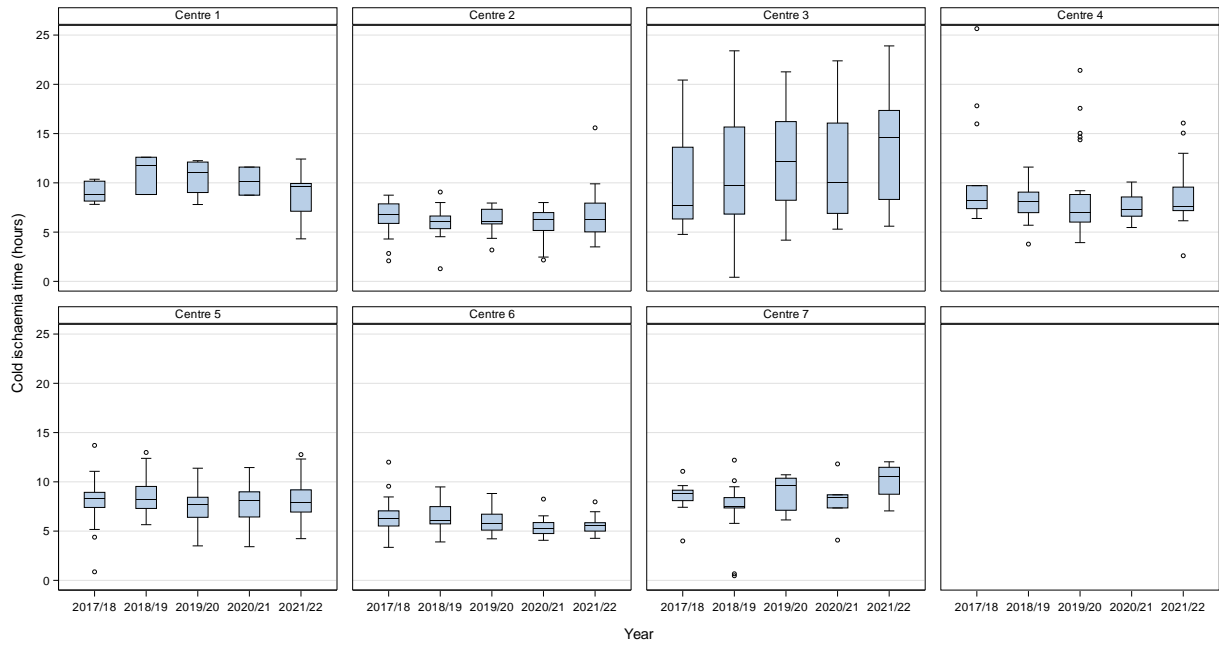 Centre 1
Centre 2
Centre 3
Centre 4
25
20
15
10
5
0
Centre 5
Centre 6
Centre 7
25
20
15
10
5
0
Cold ischaemia time (hours)
2017/18 2018/19 2019/20 2020/21 2021/22
2017/18 2018/19 2019/20 2020/21 2021/22
2017/18 2018/19 2019/20 2020/21 2021/22
2017/18 2018/19 2019/20 2020/21 2021/22
Year